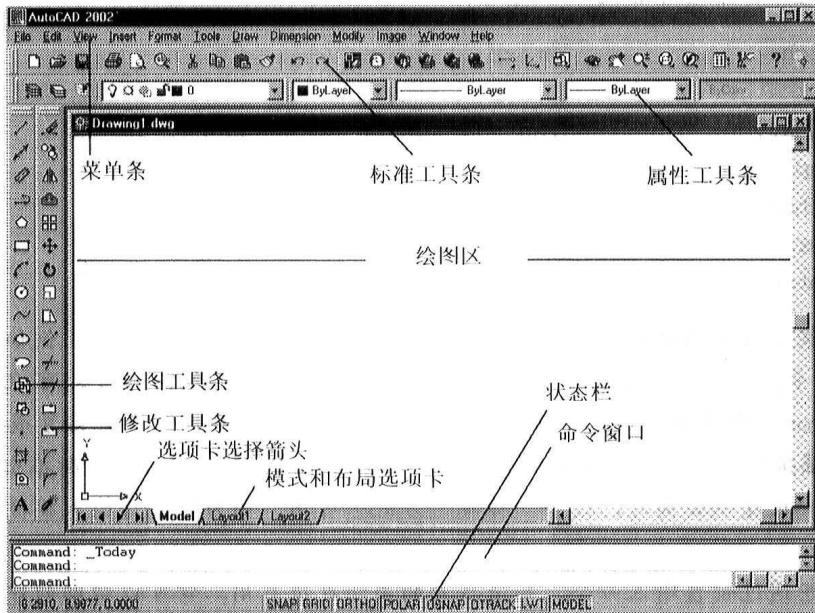 AutoCAD 2002
File Edit View Insert Format Tools Draw Dimension Modify Image Window Help
0 ByLayer ByLayer ByLayer ByColor
Drawing1.dwg
菜单条 标准工具条 属性工具条
绘图区
绘图工具条 状态栏
修改工具条 命令窗口
Y
选项卡选择箭头
模式和布局选项卡
X
A
Model Layout1 Layout2
Command: _Today
Command:
Command:
6.2910, 8.9077, 0.0000 SNAP GRID ORTHO POLAR OSNAP OTRACK LWT MODEL